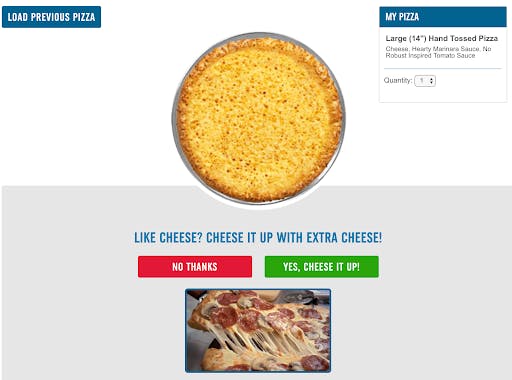 LOAD PREVIOUS PIZZA
MY PIZZA
Large (14") Hand Tossed Pizza
Cheese, Hearty Marinara Sauce, No
Robust Inspired Tomato Sauce
Quantity: 1
LIKE CHEESE? CHEESE IT UP WITH EXTRA CHEESE!
NO THANKS
YES, CHEESE IT UP!